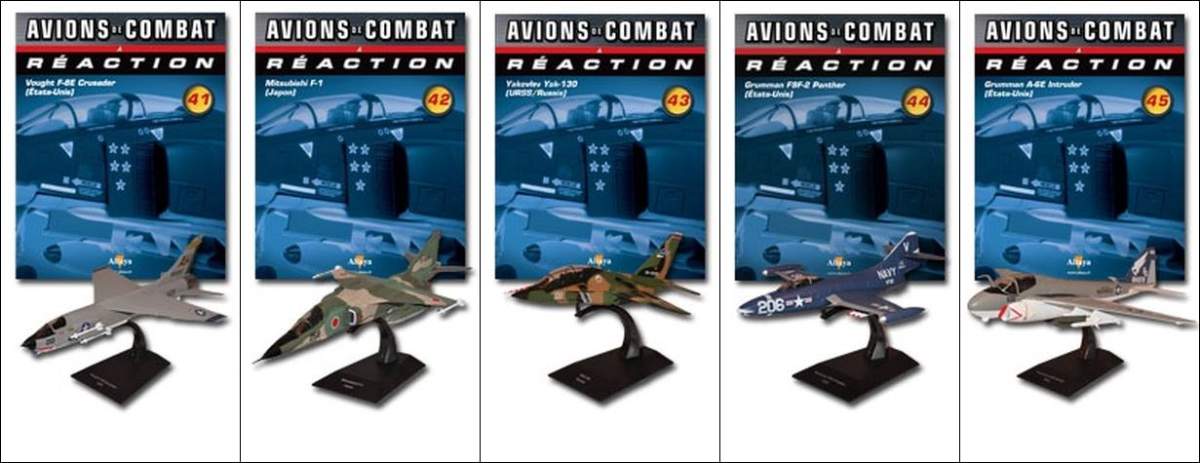 AVIONS DE COMBAT
RÉACTION
Vought F-8E Crusader
(États-Unis)
41
Altaya
AVIONS DE COMBAT
RÉACTION
Mitsubishi F-1
(Japon)
42
Altaya
AVIONS DE COMBAT
RÉACTION
Yakovlev Yak-130
(URSS/Russie)
43
Altaya
AVIONS DE COMBAT
RÉACTION
Grumman F9F-2 Panther
(États-Unis)
44
Altaya
V
NAVY
206
AVIONS DE COMBAT
RÉACTION
Grumman A-6E Intruder
(États-Unis)
45
Altaya